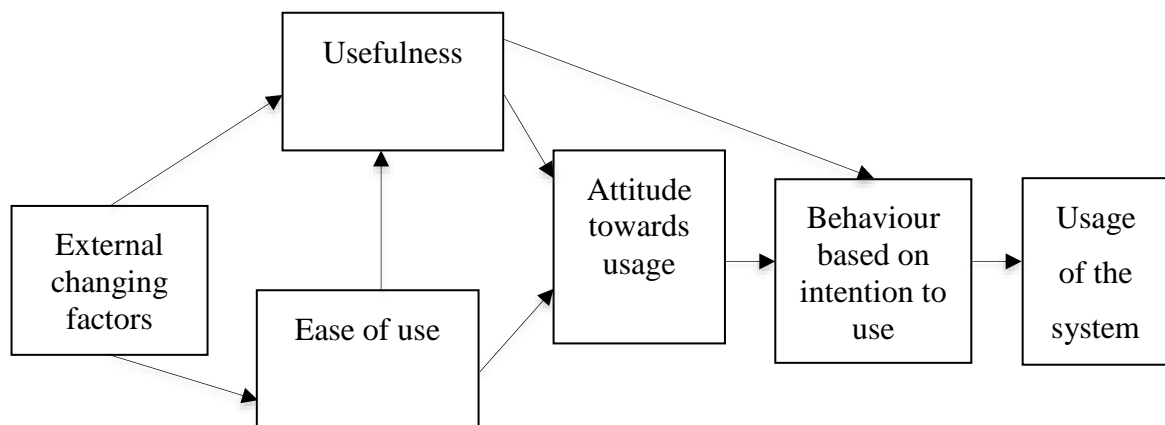 Usefulness
External
changing
factors
Ease of use
Attitude
towards
usage
Behaviour
based on
intention to
use
Usage
of the
system